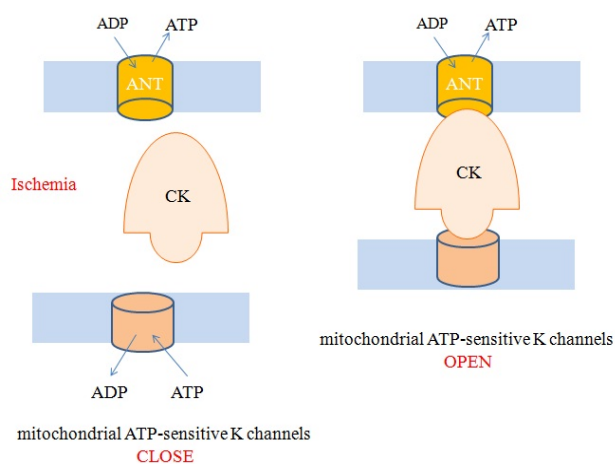 ADP ATP
ANT
CK
Ischemia
ADP ATP
mitochondrial ATP-sensitive K channels
CLOSE
ADP ATP
ANT
CK
mitochondrial ATP-sensitive K channels
OPEN